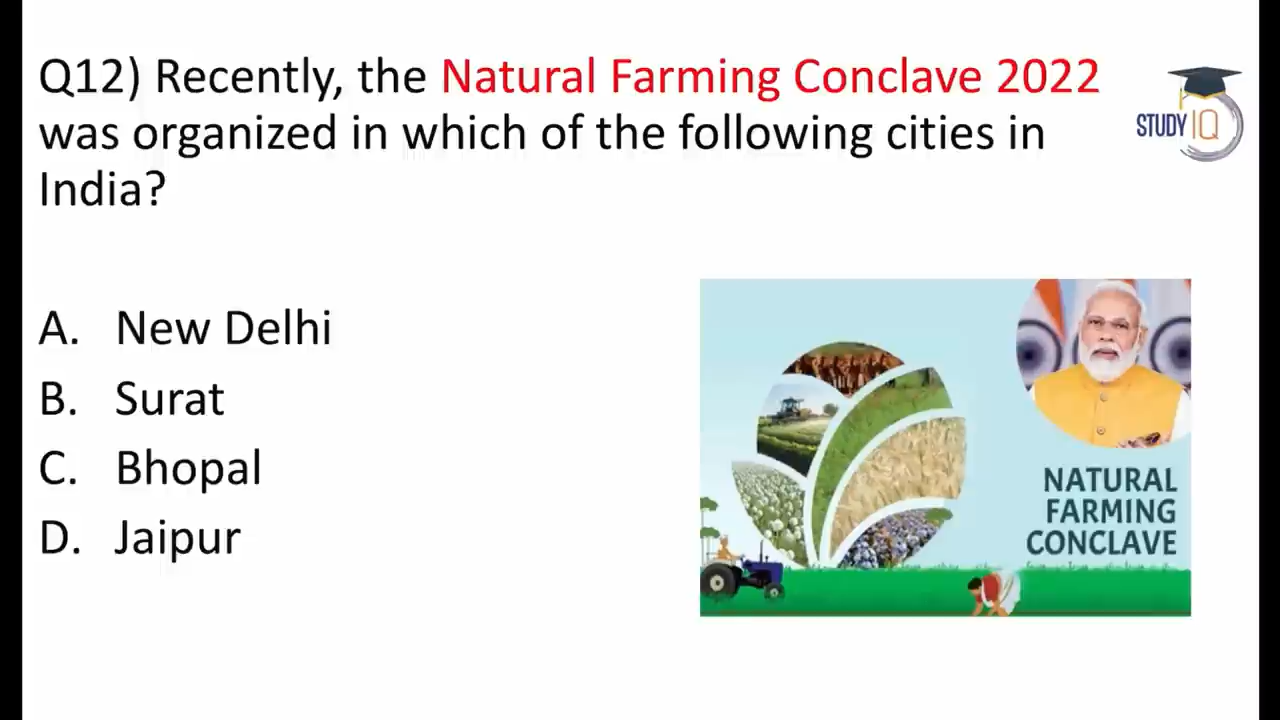 Q12) Recently, the Natural Farming Conclave 2022
was organized in which of the following cities in
India?
STUDY IQ
A. New Delhi
B. Surat
C. Bhopal
D. Jaipur
NATURAL
FARMING
CONCLAVE